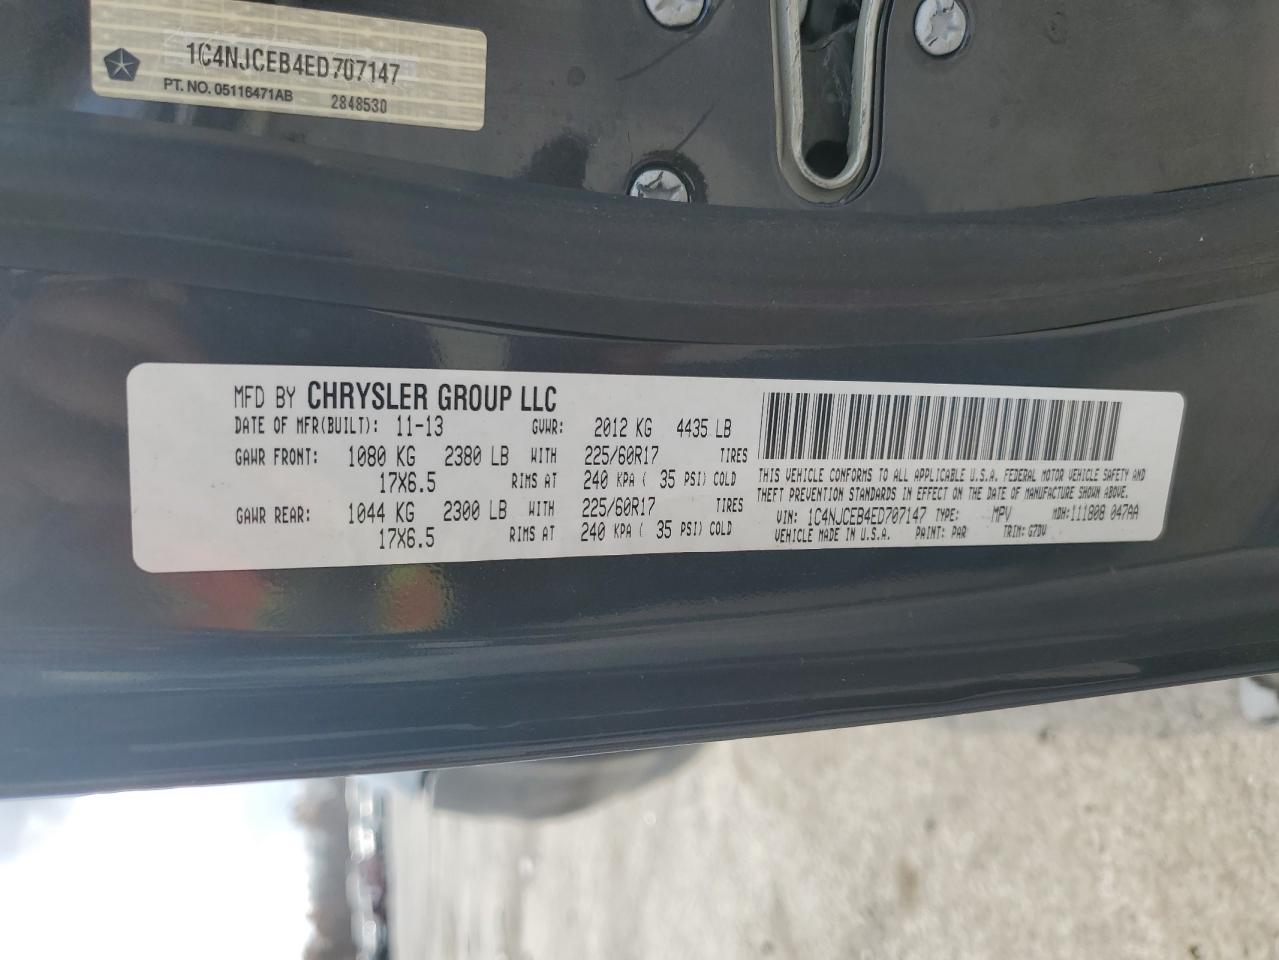 1C4NJCEB4ED707147
PT. NO. 05116471AB 2848530
MFD BY CHRYSLER GROUP LLC
DATE OF MFR(BUILT): 11-13 GVWR: 2012 KG 4435 LB
GAWR FRONT: 1080 KG 2380 LB WITH 225/60R17 TIRES
17X6.5 RIMS AT 240 KPA ( 35 PSI) COLD
GAWR REAR: 1044 KG 2300 LB WITH 225/60R17 TIRES
17X6.5 RIMS AT 240 KPA ( 35 PSI) COLD
THIS VEHICLE CONFORMS TO ALL APPLICABLE U.S.A. FEDERAL MOTOR VEHICLE SAFETY AND
THEFT PREVENTION STANDARDS IN EFFECT ON THE DATE OF MANUFACTURE SHOWN ABOVE.
VIN: 1C4NJCEB4ED707147 TYPE: MPV MDH:111808 047AA
VEHICLE MADE IN U.S.A. PAINT: PAR TRIM: G7DV